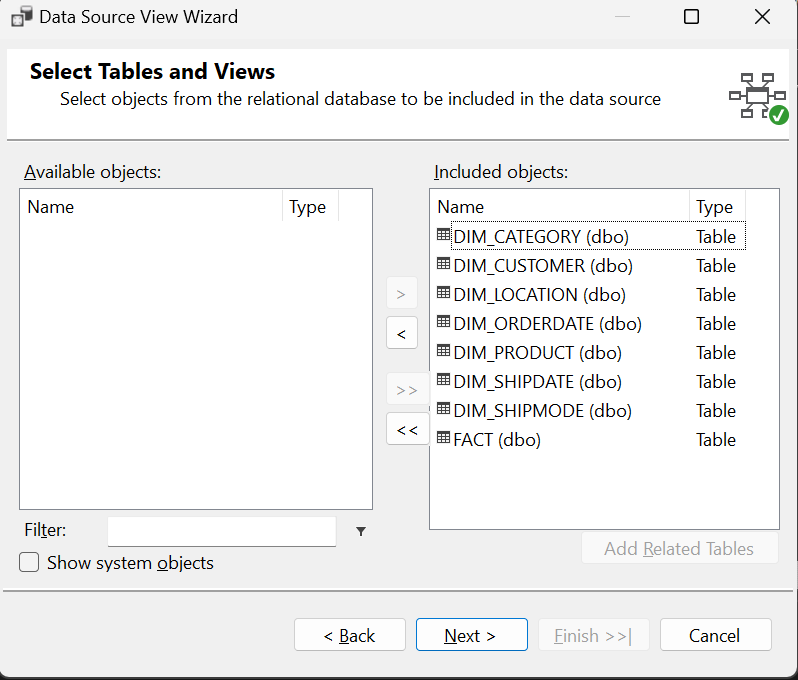 Data Source View Wizard
Select Tables and Views
Select objects from the relational database to be included in the data source
Available objects:
Name Type
>
<
>>
<<
Included objects:
Name Type
DIM_CATEGORY (dbo) Table
DIM_CUSTOMER (dbo) Table
DIM_LOCATION (dbo) Table
DIM_ORDERDATE (dbo) Table
DIM_PRODUCT (dbo) Table
DIM_SHIPDATE (dbo) Table
DIM_SHIPMODE (dbo) Table
FACT (dbo) Table
Filter:
Show system objects
Add Related Tables
< Back Next > Finish >>| Cancel